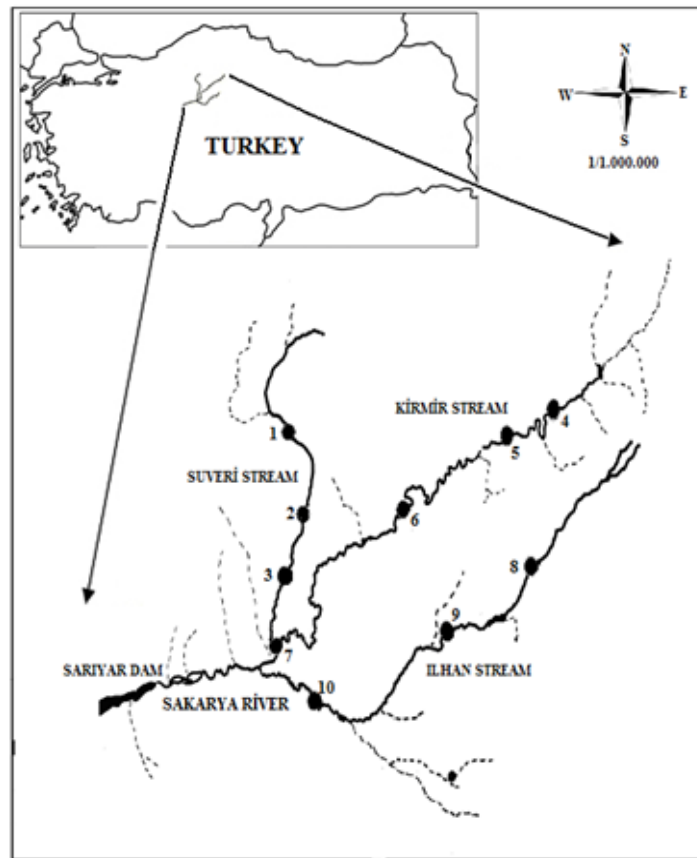 N
W E
S
1/1.000.000
TURKEY
KİRMİR STREAM
4
5
1
SUVERİ STREAM
2
6
3
8
9
7
SARIYAR DAM
ILHAN STREAM
10
SAKARYA RİVER